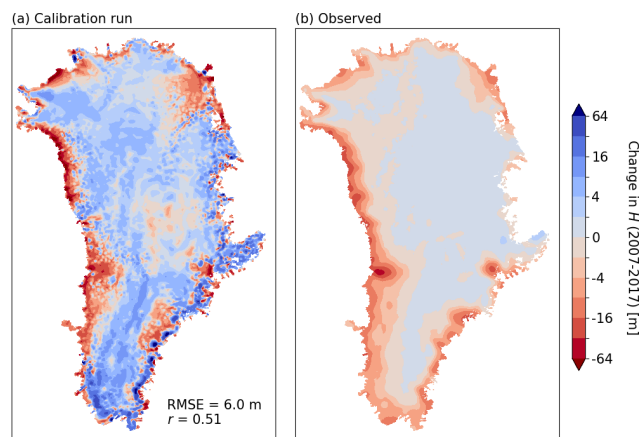 (a) Calibration run
(b) Observed
RMSE = 6.0 m
r = 0.51
64
16
4
0
-4
-16
-64
Change in H (2007-2017) [m]